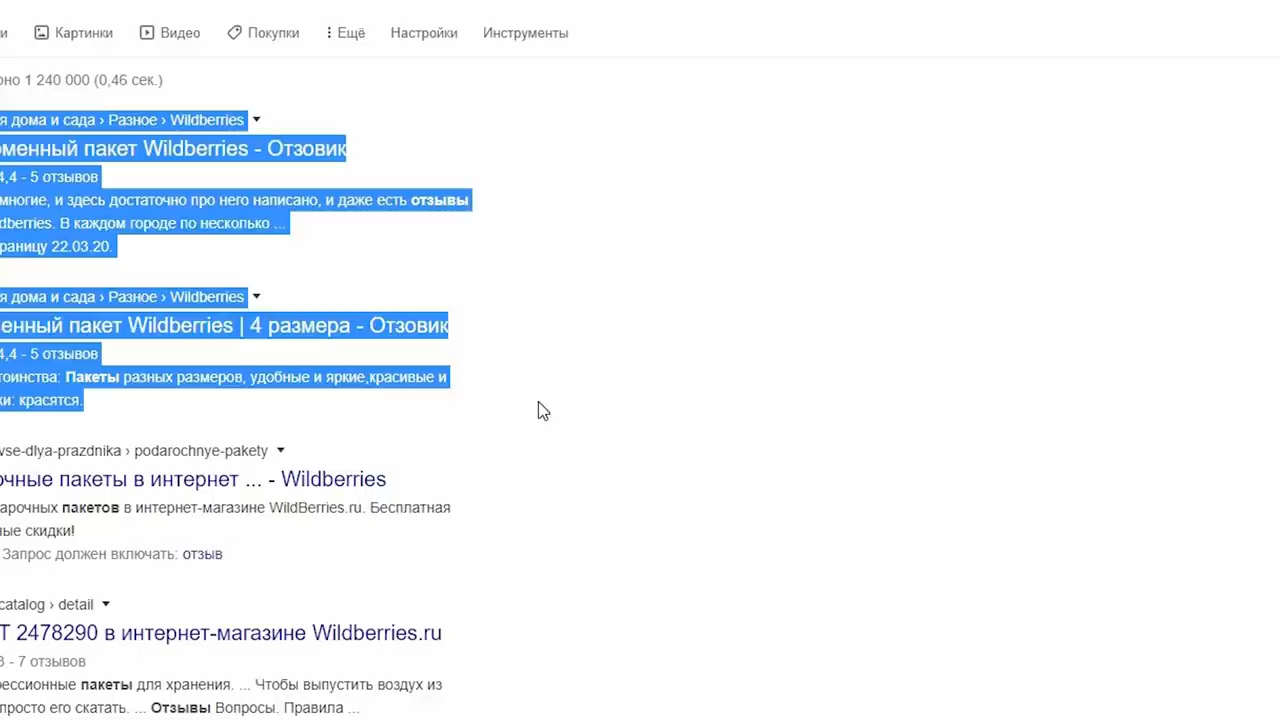 Картинки Видео Покупки Ещё Настройки Инструменты
1 240 000 (0,46 сек.)
я дома и сада › Разное › Wildberries
пакет Wildberries - Отзовик
4,4 - 5 отзывов
многие, и здесь достаточно про него написано, и даже есть отзывы
dberries. В каждом городе по несколько ...
раницу 22.03.20.
я дома и сада › Разное › Wildberries
енный пакет Wildberries | 4 размера - Отзовик
4,4 - 5 отзывов
тоинства: Пакеты разных размеров, удобные и яркие,красивые и
ки: красятся.
vse-dlya-prazdnika › podarochnye-pakety
очные пакеты в интернет ... - Wildberries
арочных пакетов в интернет-магазине WildBerries.ru. Бесплатная
ные скидки!
Запрос должен включать: отзыв
catalog › detail
Т 2478290 в интернет-магазине Wildberries.ru
3 - 7 отзывов
рессионные пакеты для хранения. ... Чтобы выпустить воздух из
просто его скатать. ... Отзывы Вопросы. Правила ...